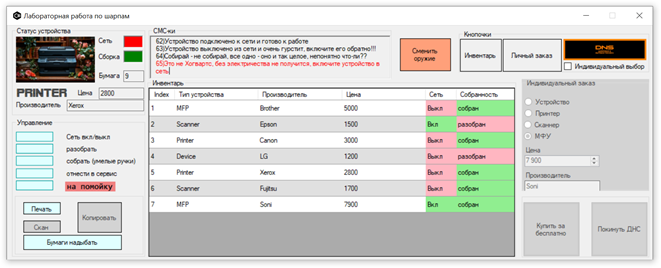 Лабораторная работа по шарпам
Статус устройства
Сеть
Сборка
Бумага 9
PRINTER Цена 2800
Производитель Xerox
Управление
Сеть вкл/выкл
разобрать
собрать (умелые ручки)
отнести в сервис
на помойку
Печать
Скан
Копировать
Бумаги надыбать
СМС-ки
62)Устройство подключено к сети и готово к работе
63)Устройство выключено из сети и очень гурстит, включите его обратно!!!
64)Собирай - не собирай, все одно - оно и так целое, непонятно что-ли??
65)Это не Хогвартс, без электричества не получится, включите устройство в
сеть
Сменить
оружие
Кнопочки
Инвентарь
Личный заказ
DNS
Индивидуальный выбор
Инвентарь
Index Тип устройства Производитель Цена Сеть Собранность
1 MFP Brother 5000 Выкл собран
2 Scanner Epson 1500 Вкл разобран
3 Printer Canon 3000 Выкл собран
4 Device LG 1200 Выкл разобран
5 Printer Xerox 2800 Выкл собран
6 Scanner Fujitsu 1700 Выкл собран
7 MFP Soni 7900 Выкл собран
Индивидуальный заказ
Устройство
Принтер
Сканнер
МФУ
Цена
7 900
Производитель
Soni
Купить за
бесплатно
Покинуть ДНС